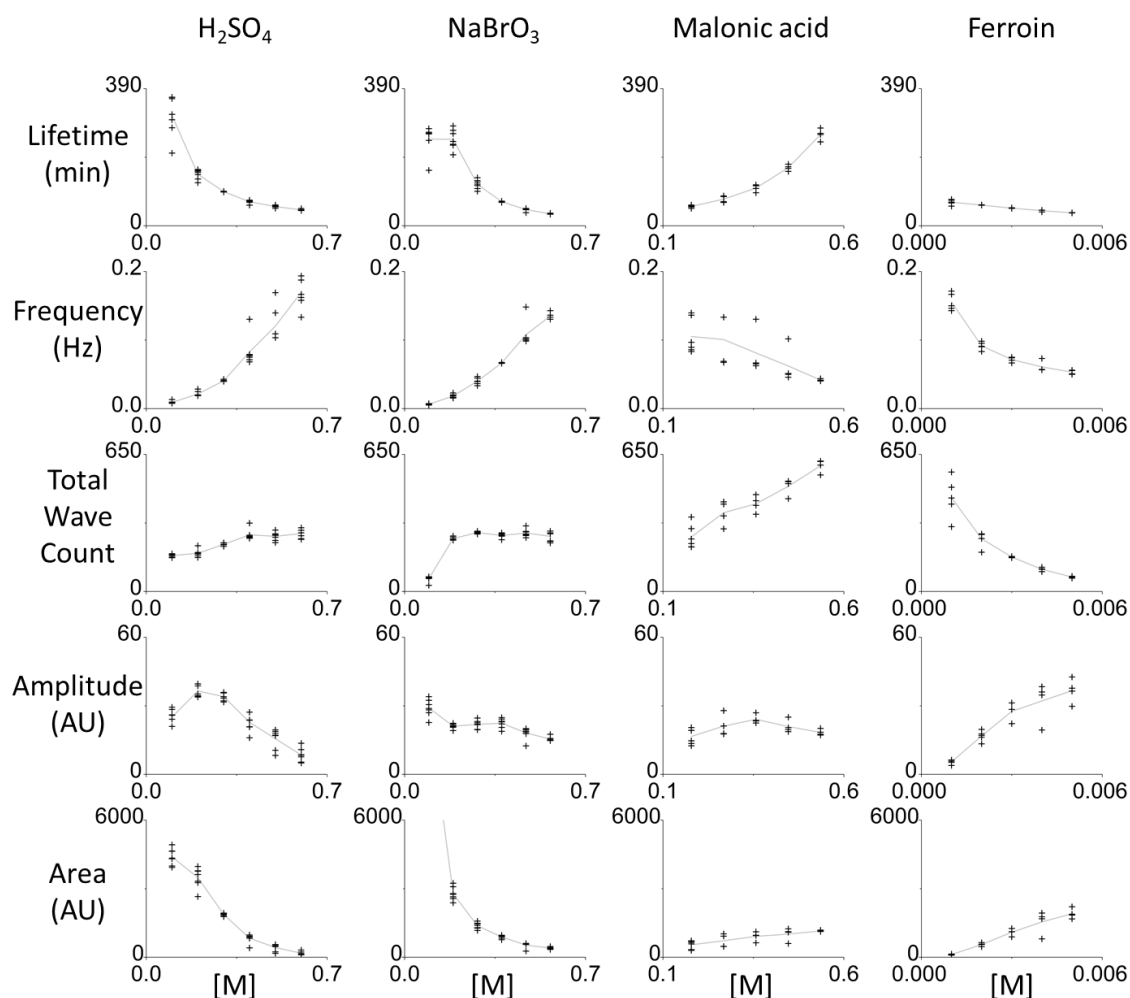 H₂SO₄ NaBrO₃ Malonic acid Ferroin
390 390 390 390
Lifetime
(min)
0 0 0 0
0.0 0.7 0.0 0.7 0.1 0.6 0.000 0.006
0.2 0.2 0.2 0.2
Frequency
(Hz)
0.0 0.0 0.0 0.0
0.0 0.7 0.0 0.7 0.1 0.6 0.000 0.006
650 650 650 650
Total
Wave
Count
0 0 0 0
0.0 0.7 0.0 0.7 0.1 0.6 0.000 0.006
60 60 60 60
Amplitude
(AU)
0 0 0 0
0.0 0.7 0.0 0.7 0.1 0.6 0.000 0.006
6000 6000 6000 6000
Area
(AU)
0 0 0 0
0.0 [M] 0.7 0.0 [M] 0.7 0.1 [M] 0.6 0.000 [M] 0.006